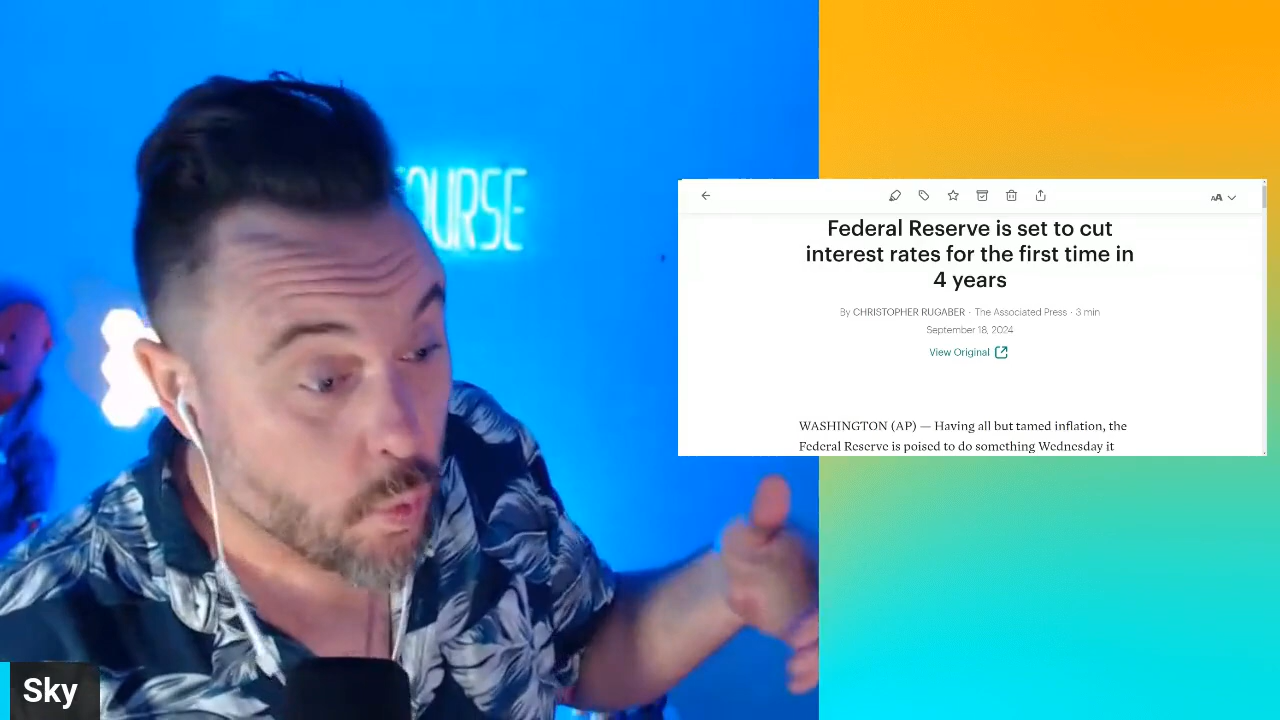 OURSE
Federal Reserve is set to cut
interest rates for the first time in
4 years
By CHRISTOPHER RUGABER · The Associated Press · 3 min
September 18, 2024
View Original
WASHINGTON (AP) — Having all but tamed inflation, the
Federal Reserve is poised to do something Wednesday it
AA
Sky